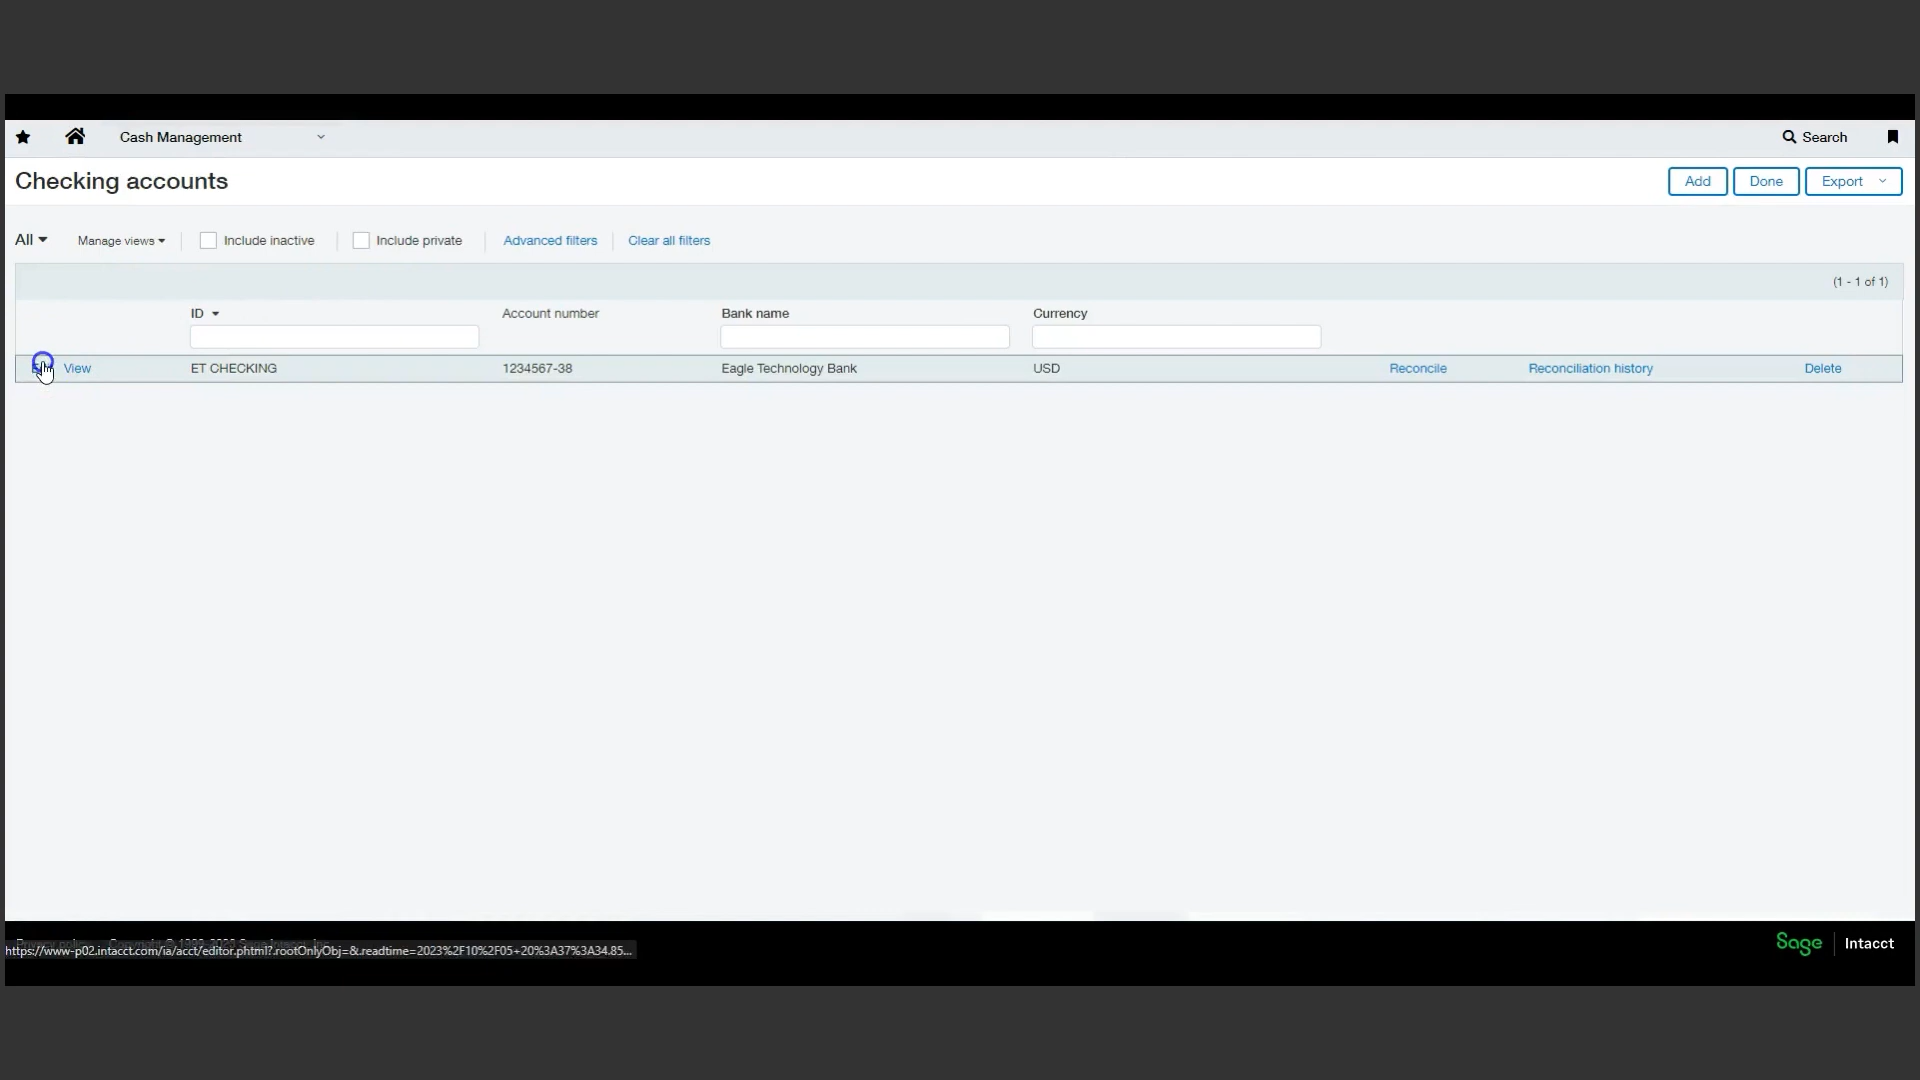 Cash Management
Search
Checking accounts
Add
Done
Export
All
Manage views
Include inactive
Include private
Advanced filters
Clear all filters
(1 - 1 of 1)
ID
Account number
Bank name
Currency
View
ET CHECKING
1234567-38
Eagle Technology Bank
USD
Reconcile
Reconciliation history
Delete
https://www-p02.intacct.com/ia/acct/editor.phtml?.rootOnlyObj=&.readtime=2023%2F10%2F05+20%3A37%3A34.85...
Sage
Intacct